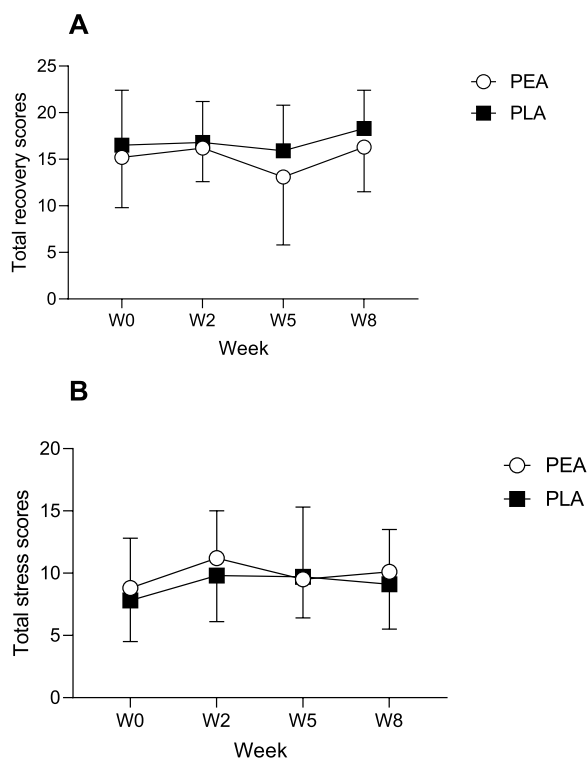 A
25
20
15
10
5
0
Total recovery scores
W0 W2 W5 W8
Week
PEA
PLA
B
20
15
10
5
0
Total stress scores
W0 W2 W5 W8
Week
PEA
PLA